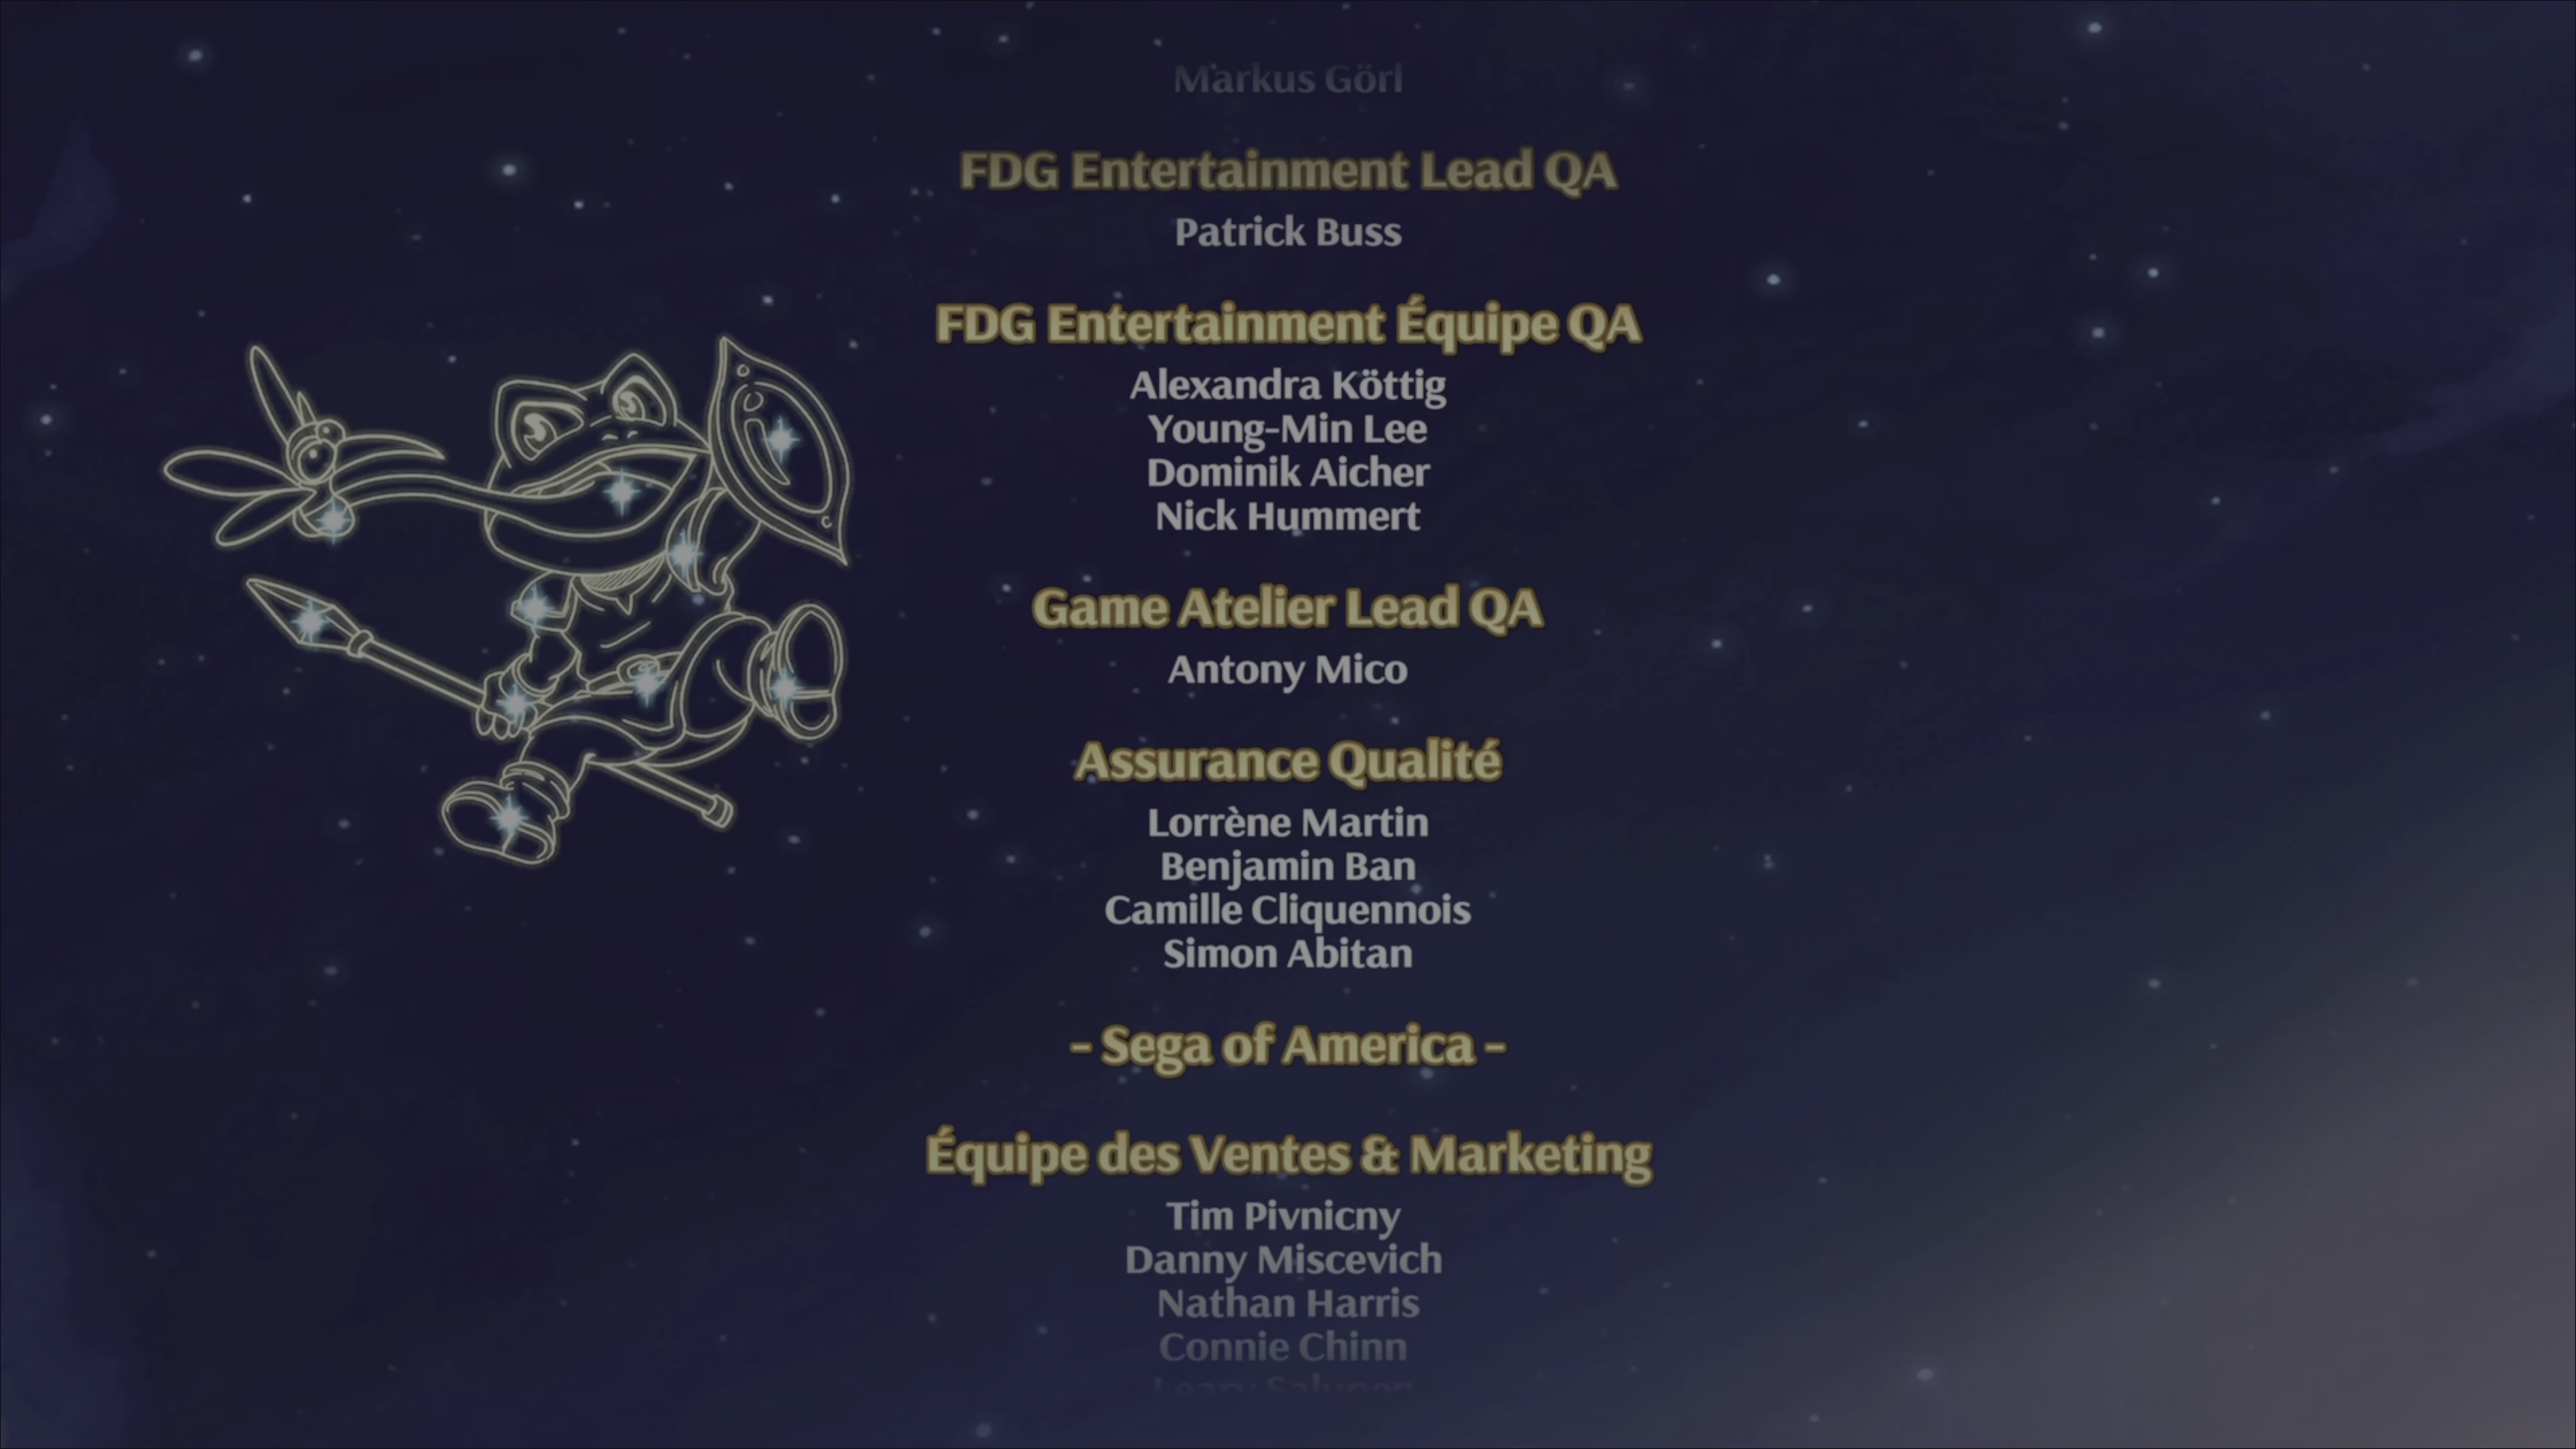 Markus Görl
FDG Entertainment Lead QA
Patrick Buss
FDG Entertainment Équipe QA
Alexandra Köttig
Young-Min Lee
Dominik Aicher
Nick Hummert
Game Atelier Lead QA
Antony Mico
Assurance Qualité
Lorrène Martin
Benjamin Ban
Camille Cliquennois
Simon Abitan
- Sega of America -
Équipe des Ventes & Marketing
Tim Pivnicny
Danny Miscevich
Nathan Harris
Connie Chinn